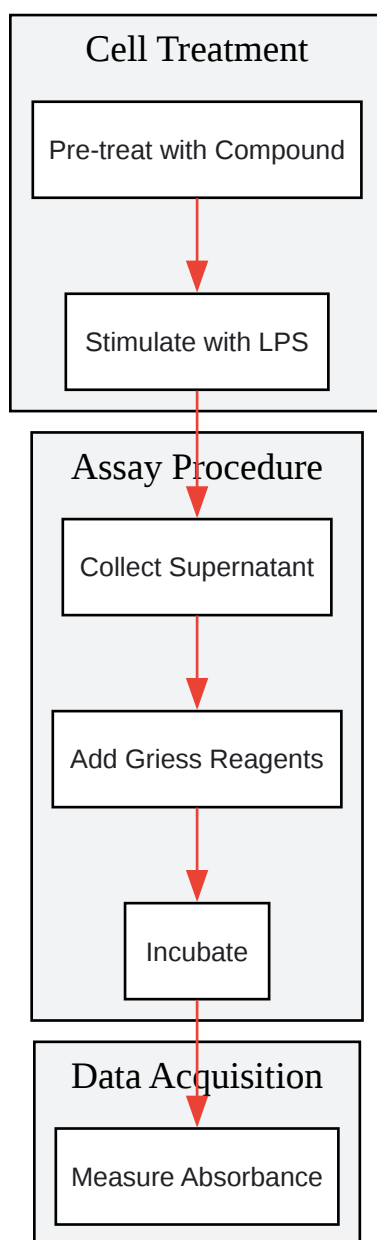 Cell Treatment
Pre-treat with Compound
Stimulate with LPS
Assay Procedure
Collect Supernatant
Add Griess Reagents
Incubate
Data Acquisition
Measure Absorbance